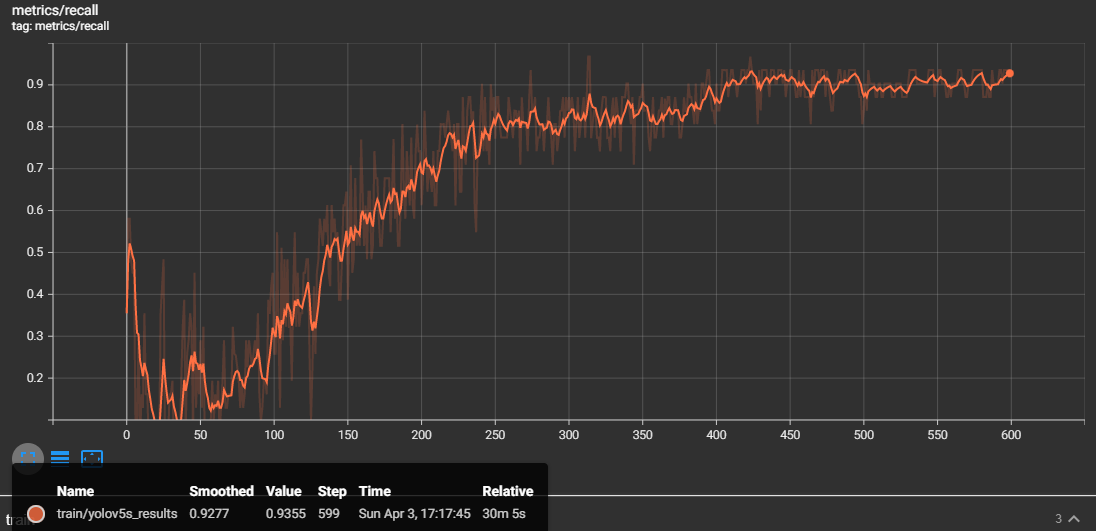 metrics/recall
tag: metrics/recall
0.9
0.8
0.7
0.6
0.5
0.4
0.3
0.2
0 50 100 150 200 250 300 350 400 450 500 550 600
Name Smoothed Value Step Time Relative
train/yolov5s_results 0.9277 0.9355 599 Sun Apr 3, 17:17:45 30m 5s
train
3